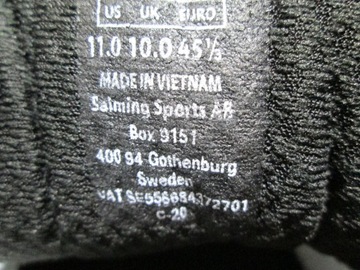 US UK EURO
11.0 10.0 45⅓
MADE IN VIETNAM
Salming Sports AB
Box 9151
400 94 Gothenburg
Sweden
VAT
c-20